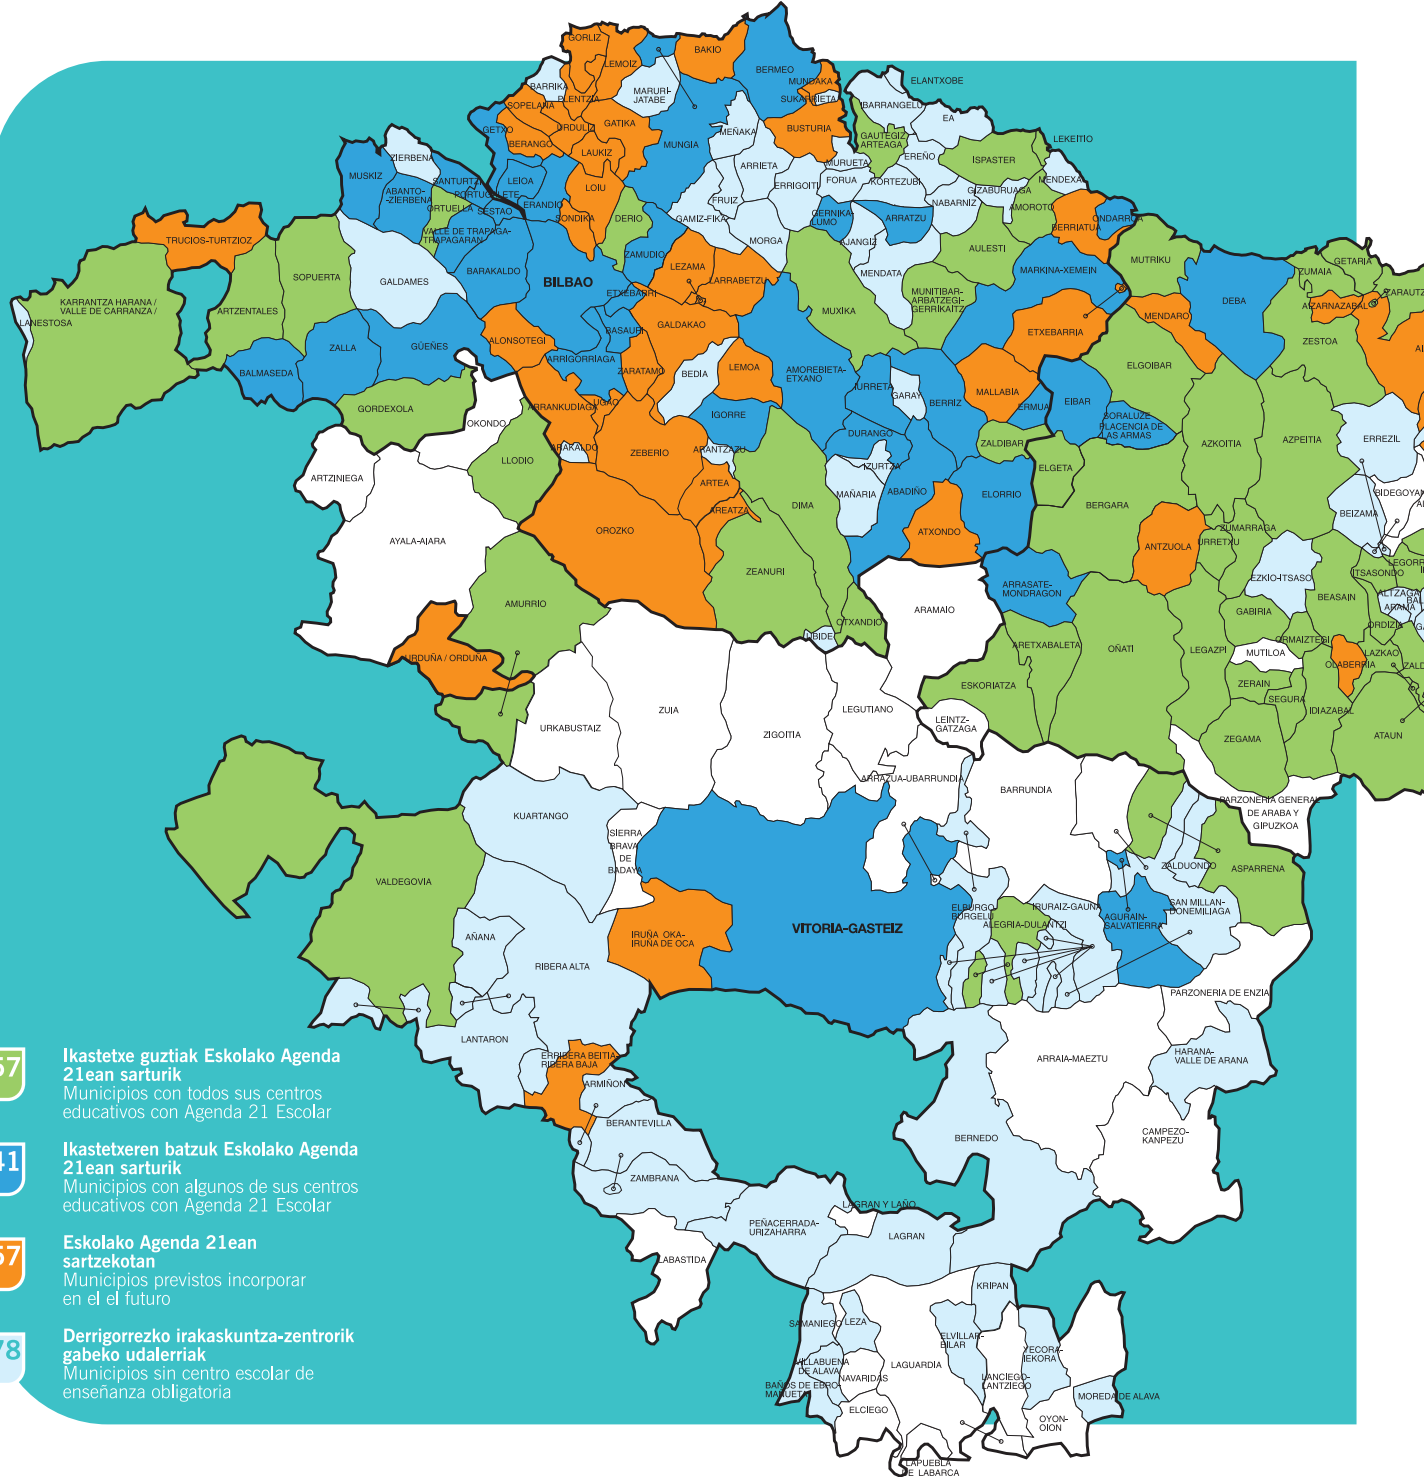 GORLIZ
LEMOIZ
BAKIO
BERMEO
MUNDAKA
SUKARRIETA
ELANTXOBE
IBARRANGELU
EA
BARRIKA
PLENTZIA
MARURI-
JATABE
SOPELANA
URDULIZ
GATIKA
GETXO
BERANGO
LAUKIZ
MUNGIA
MEÑAKA
BUSTURIA
GAUTEGIZ
ARTEAGA
LEKEITIO
EREÑO
ISPASTER
ZIERBENA
MUSKIZ
ABANTO-
-ZIERBENA
SANTURTZI
PORTUGALETE
ORTUELLA
SESTAO
VALLE DE TRAPAGA-
TRAPAGARAN
LEIOA
ERANDIO
LOIU
SONDIKA
DERIO
ARRIETA
ERRIGOITI
MURUETA
FORUA
KORTEZUBI
GIZABURUAGA
MENDEXA
FRUIZ
GAMIZ-FIKA
GERNIKA-
LUMO
ARRATZU
NABARNIZ
AMOROTO
BERRIATUA
ONDARROA
TRUCIOS-TURTZIOZ
MORGA
AJANGIZ
MENDATA
AULESTI
MARKINA-XEMEIN
MUTRIKU
SOPUERTA
GALDAMES
BARAKALDO
BILBAO
ZAMUDIO
LEZAMA
LARRABETZU
ETXEBARRI
GETARIA
ZUMAIA
ZARAUTZ
AIZARNAZABAL
DEBA
KARRANTZA HARANA /
VALLE DE CARRANZA /
LANESTOSA
ARTZENTALES
MUXIKA
MUNITIBAR-
ARBATZEGI-
GERRIKAITZ
ETXEBARRIA
MENDARO
ZESTOA
ALONSOTEGI
BASAURI
GALDAKAO
ZALLA
GÜEÑES
BALMASEDA
ARRIGORRIAGA
ZARATAMO
BEDIA
LEMOA
AMOREBIETA-
ETXANO
IURRETA
GARAY
BERRIZ
MALLABIA
ERMUA
EIBAR
ELGOIBAR
SORALUZE
PLACENCIA DE
LAS ARMAS
GORDEXOLA
OKONDO
ARRANKUDIAGA
UGAO
IGORRE
DURANGO
ZALDIBAR
AZKOITIA
AZPEITIA
ERREZIL
ARAKALDO
ZEBERIO
ARANTZAZU
IZURTZA
ELGETA
LLODIO
ARTZINIEGA
ARTEA
AREATZA
DIMA
MAÑARIA
ABADIÑO
ELORRIO
BERGARA
BEIZAMA
AYALA-AIARA
OROZKO
ATXONDO
ANTZUOLA
ZUMARRAGA
URRETXU
ZEANURI
EZKIO-ITSASO
ITSASONDO
BEASAIN
ALTZAGA
ARAMA
ORDIZIA
AMURRIO
OTXANDIO
UBIDE
ARAMAIO
ARRASATE-
MONDRAGON
ARETXABALETA
OÑATI
LEGAZPI
GABIRIA
ORMAIZTEGI
MUTILOA
OLABERRIA
LAZKAO
URDUÑA / ORDUÑA
ESKORIATZA
ZERAIN
SEGURA
IDIAZABAL
URKABUSTAIZ
ZUIA
ZIGOITIA
LEGUTIANO
LEINTZ-
GATZAGA
ZEGAMA
ATAUN
ARRAZUA-UBARRUNDIA
BARRUNDIA
PARZONERIA GENERAL
DE ARABA Y
GIPUZKOA
KUARTANGO
SIERRA
BRAVA
DE
BADAYA
ZALDUONDO
ASPARRENA
VALDEGOVIA
AÑANA
IRUÑA OKA-
IRUÑA DE OCA
VITORIA-GASTEIZ
ELBURGO
BURGELU
ALEGRIA-DULANTZI
IRURAIZ-GAUNA
AGURAIN-
SALVATIERRA
SAN MILLAN-
DONEMILIAGA
RIBERA ALTA
PARZONERIA DE ENZIA
LANTARON
ERRIBERA BEITIA-
RIBERA BAJA
ARMIÑON
ARRAIA-MAEZTU
HARANA-
VALLE DE ARANA
BERANTEVILLA
BERNEDO
CAMPEZO-
KANPEZU
ZAMBRANA
PEÑACERRADA-
URIZAHARRA
LAGRAN Y LAÑO
LAGRAN
LABASTIDA
KRIPAN
SAMANIEGO
LEZA
ELVILLAR-
BILAR
YECORA-
IEKORA
VILLABUENA
DE ALAVA
LAGUARDIA
NAVARIDAS
LANCIEGO-
LANTZIEGO
BAÑOS DE EBRO-
MAÑUETA
ELCIEGO
MOREDA DE ALAVA
OYON-
OION
LAPUEBLA
DE LABARCA
57
Ikastetxe guztiak Eskolako Agenda
21ean sarturik
Municipios con todos sus centros
educativos con Agenda 21 Escolar
41
Ikastetxeren batzuk Eskolako Agenda
21ean sarturik
Municipios con algunos de sus centros
educativos con Agenda 21 Escolar
57
Eskolako Agenda 21ean
sartzekotan
Municipios previstos incorporar
en el el futuro
78
Derrigorrezko irakaskuntza-zentrorik
gabeko udalerriak
Municipios sin centro escolar de
enseñanza obligatoria